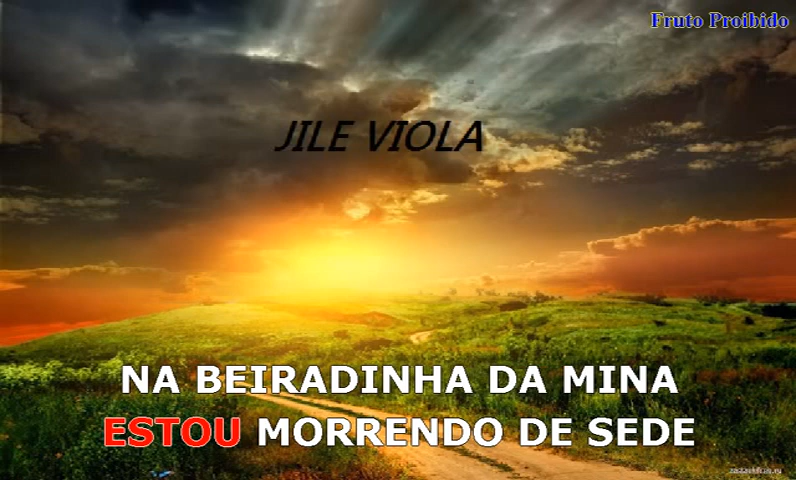 Fruto Proibido
JILE VIOLA
NA BEIRADINHA DA MINA
ESTOU MORRENDO DE SEDE